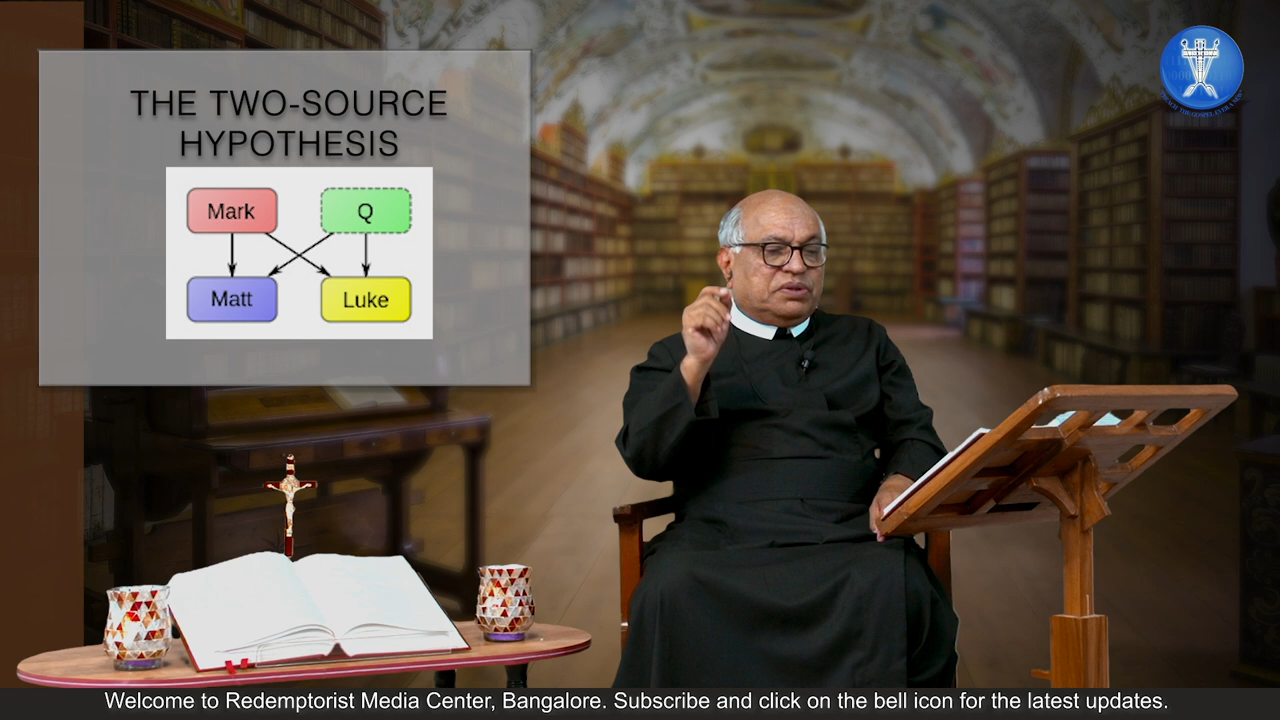 THE TWO-SOURCE
HYPOTHESIS
Mark
Q
Matt
Luke
Welcome to Redemptorist Media Center, Bangalore. Subscribe and click on the bell icon for the latest updates.